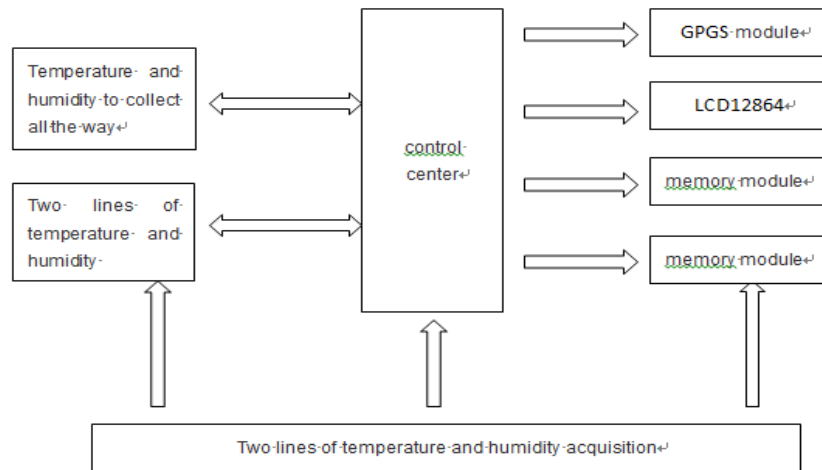 GPGS module
Temperature and
humidity to collect
all the way
LCD12864
control
center
memory module
Two lines of
temperature and
humidity
memory module
Two lines of temperature and humidity acquisition